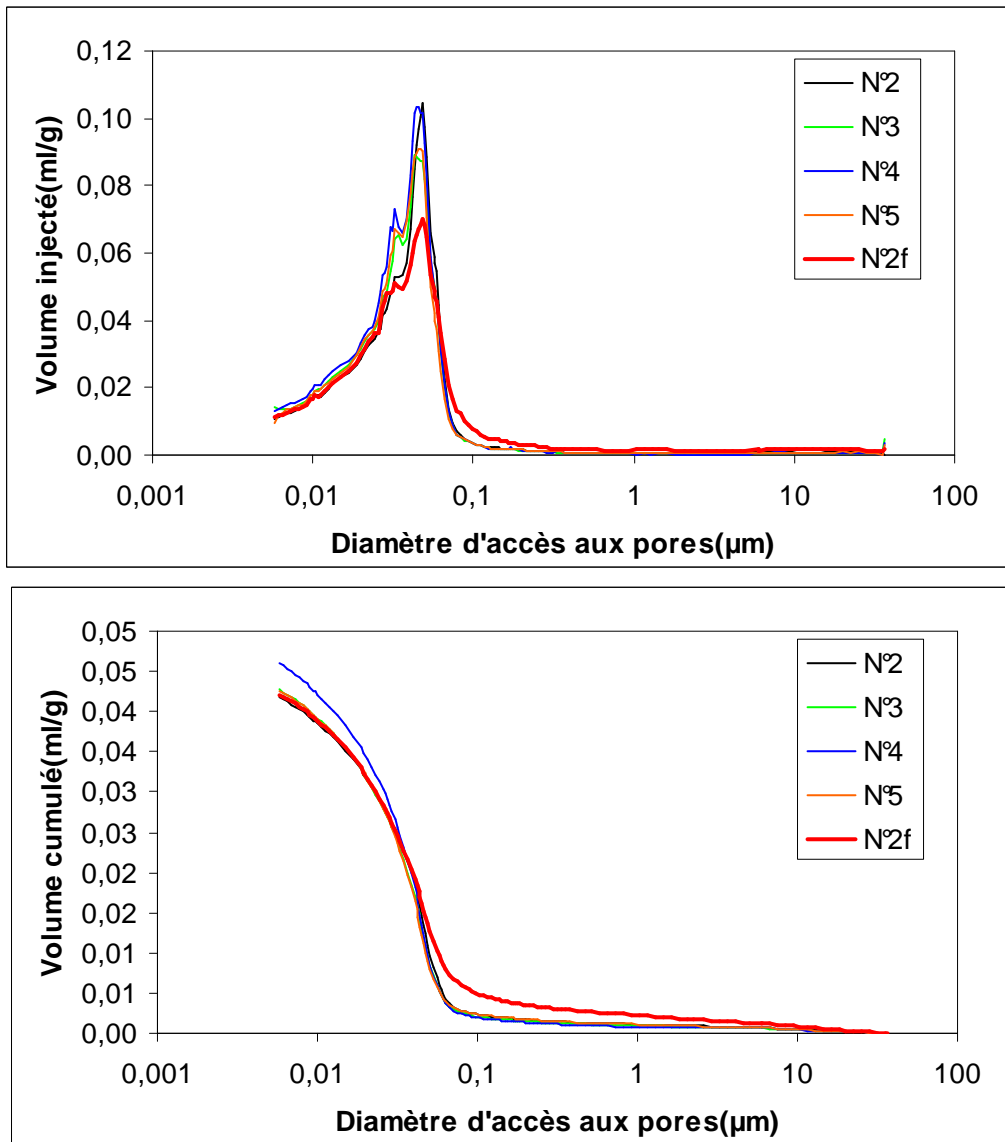 0,12
0,10
0,08
0,06
0,04
0,02
0,00
Volume injecté(ml/g)
N°2
N°3
N°4
N°5
N°2f
0,001 0,01 0,1 1 10 100
Diamètre d'accès aux pores(µm)
0,05
0,05
0,04
0,04
0,03
0,03
0,02
0,02
0,01
0,01
0,00
Volume cumulé(ml/g)
N°2
N°3
N°4
N°5
N°2f
0,001 0,01 0,1 1 10 100
Diamètre d'accès aux pores(µm)